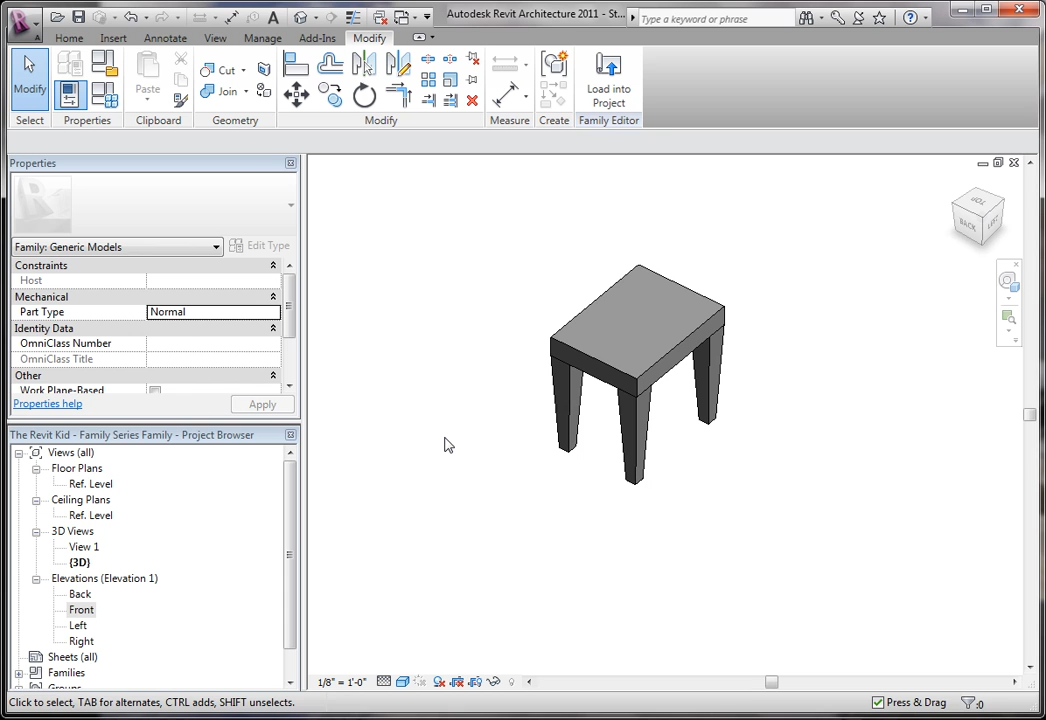 Autodesk Revit Architecture 2011 - St...
Type a keyword or phrase
Home Insert Annotate View Manage Add-Ins Modify
Modify Paste Cut Join Load into Project
Select Properties Clipboard Geometry Modify Measure Create Family Editor
Properties
Family: Generic Models Edit Type
Constraints
Host
Mechanical
Part Type Normal
Identity Data
OmniClass Number
OmniClass Title
Other
Work Plane-Based
Properties help Apply
The Revit Kid - Family Series Family - Project Browser
Views (all)
Floor Plans
Ref. Level
Ceiling Plans
Ref. Level
3D Views
View 1
{3D}
Elevations (Elevation 1)
Back
Front
Left
Right
Sheets (all)
Families
Groups
TOP
BACK LEFT
1/8" = 1'-0"
Click to select, TAB for alternates, CTRL adds, SHIFT unselects. Press & Drag :0